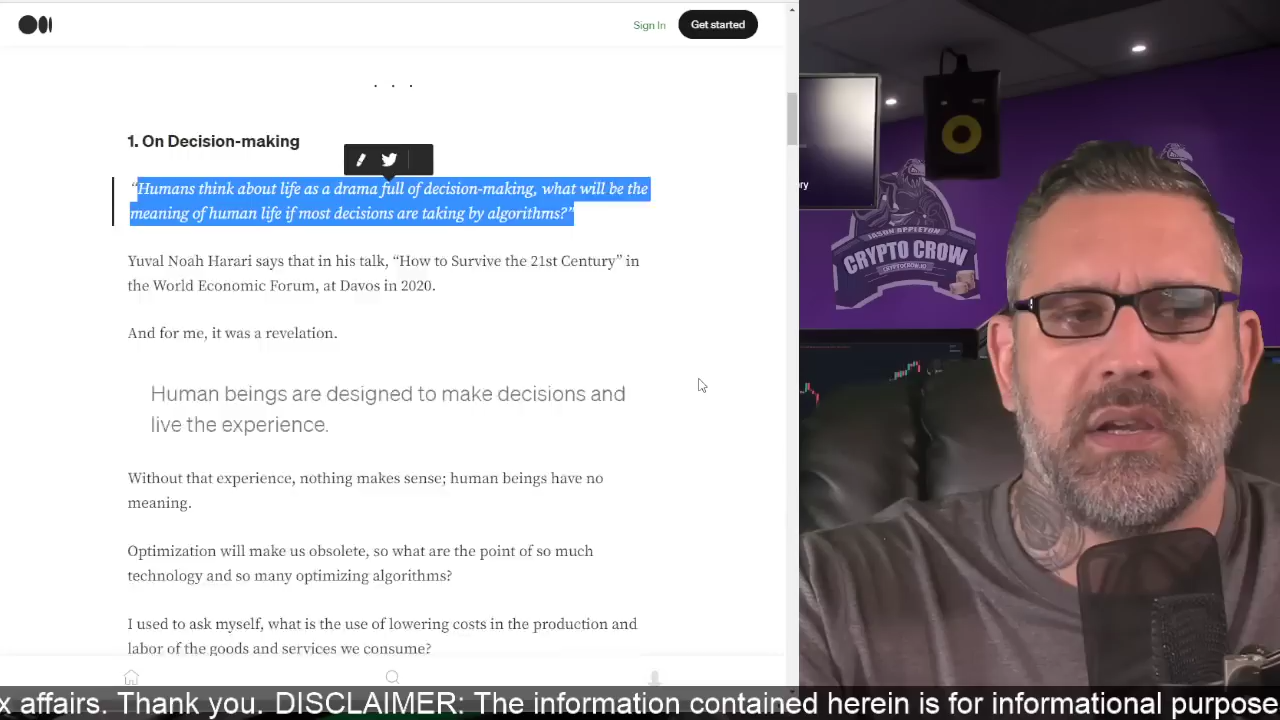 Sign In
Get started
. . .
1. On Decision-making
“Humans think about life as a drama full of decision-making, what will be the
meaning of human life if most decisions are taking by algorithms?”
Yuval Noah Harari says that in his talk, “How to Survive the 21st Century” in
the World Economic Forum, at Davos in 2020.
And for me, it was a revelation.
Human beings are designed to make decisions and
live the experience.
Without that experience, nothing makes sense; human beings have no
meaning.
Optimization will make us obsolete, so what are the point of so much
technology and so many optimizing algorithms?
I used to ask myself, what is the use of lowering costs in the production and
labor of the goods and services we consume?
ry
JASON APPLETON
CRYPTO CROW
CRYPTOCROW.IO
x affairs. Thank you. DISCLAIMER: The information contained herein is for informational purpose